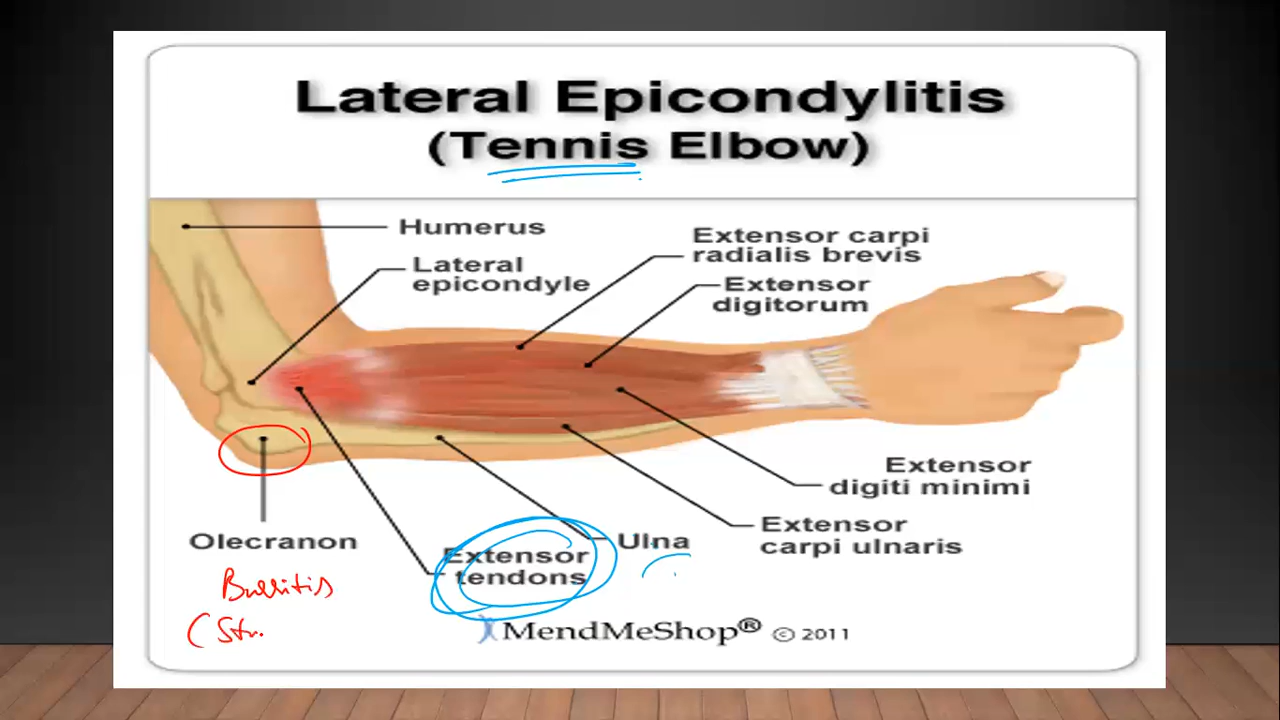 Lateral Epicondylitis
(Tennis Elbow)
Humerus
Lateral
epicondyle
Extensor carpi
radialis brevis
Extensor
digitorum
Extensor
digiti minimi
Extensor
carpi ulnaris
Ulna
Extensor
tendons
Olecranon
Bursitis
(Str.
MendMeShop® © 2011